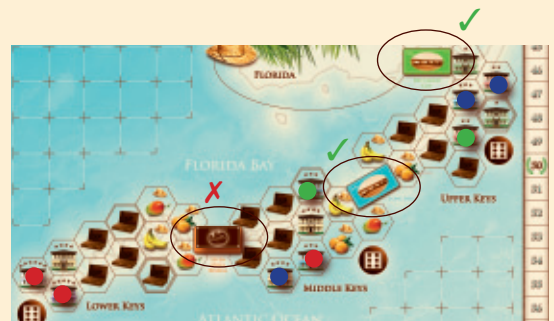 FLORIDA
FLORIDA BAY
UPPER KEYS
MIDDLE KEYS
LOWER KEYS
ATLANTIC OCEAN
45
46
47
48
49
(50)
51
52
53
54
55
56